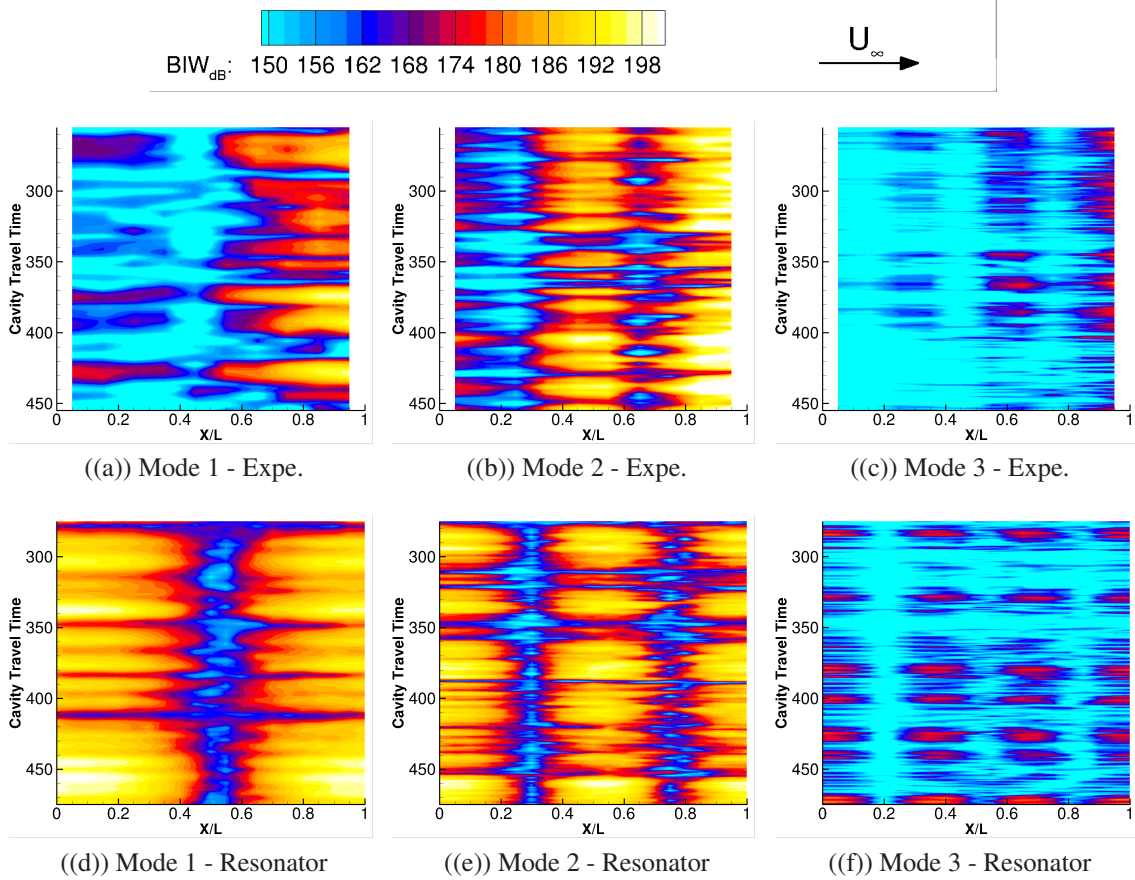 BIW_dB: 150 156 162 168 174 180 186 192 198
U_∞
Cavity Travel Time
300
350
400
450
0 0.2 0.4 0.6 0.8 1
X/L
((a)) Mode 1 - Expe.
Cavity Travel Time
300
350
400
450
0 0.2 0.4 0.6 0.8 1
X/L
((b)) Mode 2 - Expe.
Cavity Travel Time
300
350
400
450
0 0.2 0.4 0.6 0.8 1
X/L
((c)) Mode 3 - Expe.
Cavity Travel Time
300
350
400
450
0 0.2 0.4 0.6 0.8 1
X/L
((d)) Mode 1 - Resonator
Cavity Travel Time
300
350
400
450
0 0.2 0.4 0.6 0.8 1
X/L
((e)) Mode 2 - Resonator
Cavity Travel Time
300
350
400
450
0 0.2 0.4 0.6 0.8 1
X/L
((f)) Mode 3 - Resonator